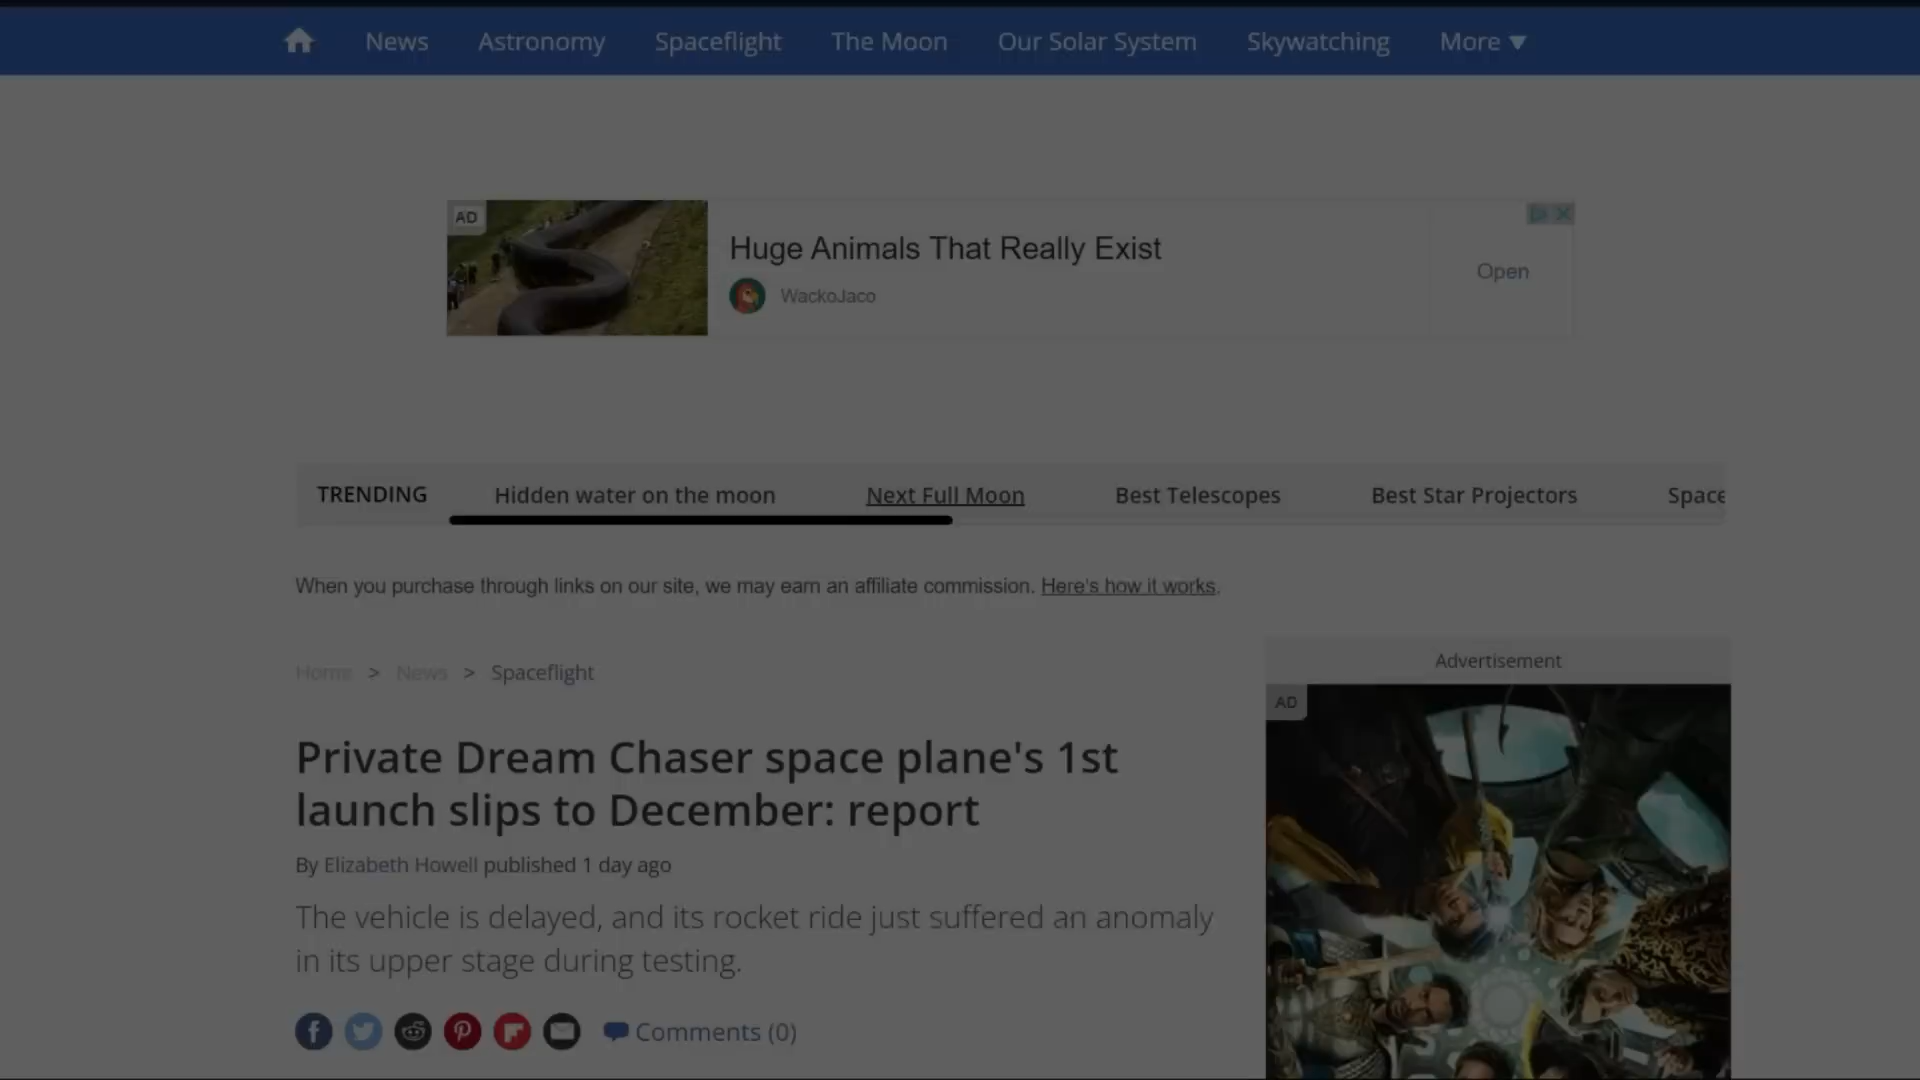 News Astronomy Spaceflight The Moon Our Solar System Skywatching More
AD
Huge Animals That Really Exist
WackoJaco
Open
TRENDING Hidden water on the moon Next Full Moon Best Telescopes Best Star Projectors Space
When you purchase through links on our site, we may earn an affiliate commission. Here's how it works.
Home > News > Spaceflight
Advertisement
AD
Private Dream Chaser space plane's 1st
launch slips to December: report
By Elizabeth Howell published 1 day ago
The vehicle is delayed, and its rocket ride just suffered an anomaly
in its upper stage during testing.
Comments (0)